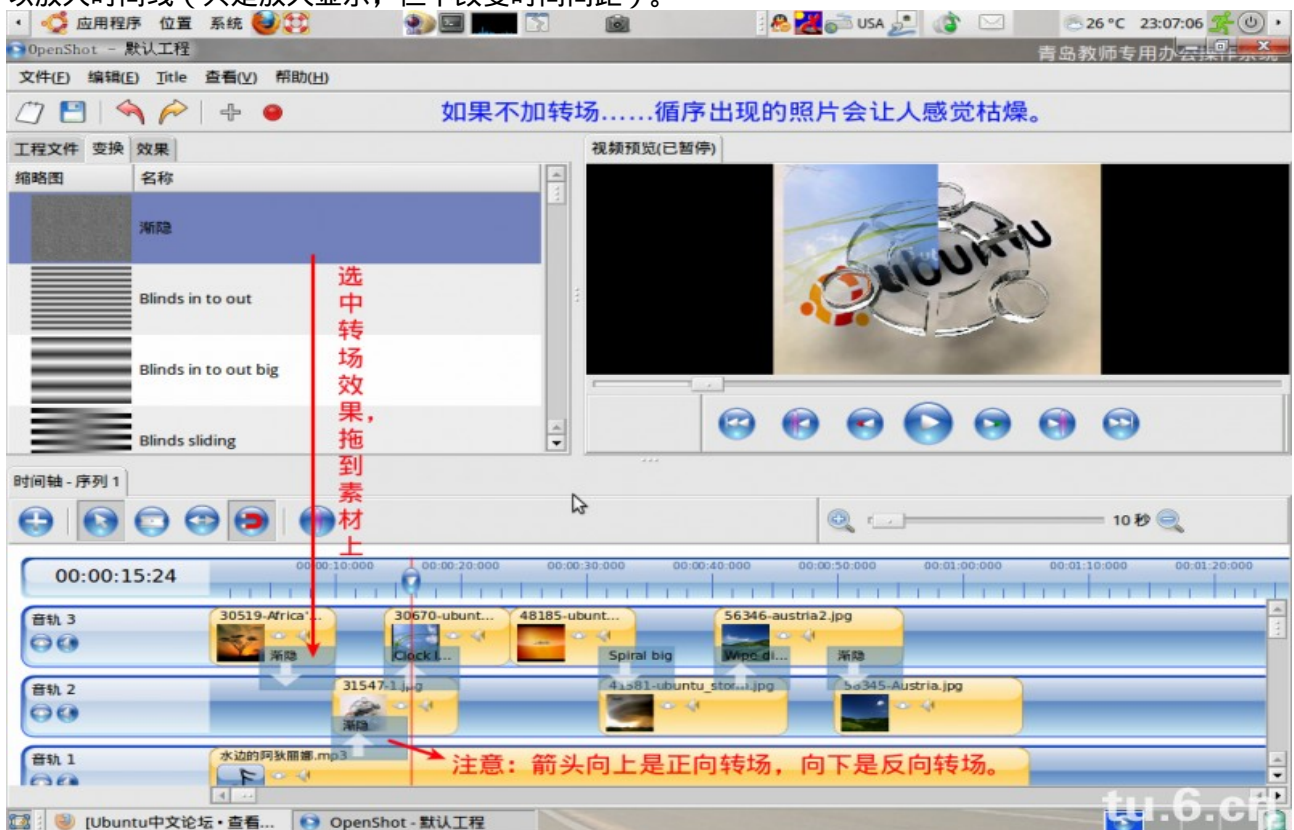 应用程序 位置 系统 USA 26 °C 23:07:06
OpenShot - 默认工程
青岛教师专用办公操作系统
文件(F) 编辑(E) Title 查看(V) 帮助(H)
如果不加转场……循序出现的照片会让人感觉枯燥。
工程文件 变换 效果
视频预览(已暂停)
缩略图 名称
渐隐
Blinds in to out
Blinds in to out big
Blinds sliding
选中转场效果，拖到素材上
ubuntu
时间轴 - 序列 1
10 秒
00:00:15:24
00:00:10:000 00:00:20:000 00:00:30:000 00:00:40:000 00:00:50:000 00:01:00:000 00:01:10:000 00:01:20:000
音轨 3
30519-Africa'... 30670-ubunt... 48185-ubunt... 56346-austria2.jpg
渐隐 Clock i... Spiral big Wipe di... 渐隐
音轨 2
31547-1.jpg 41581-ubuntu_storm.jpg 56345-Austria.jpg
渐隐
音轨 1
水边的阿狄丽娜.mp3
注意：箭头向上是正向转场，向下是反向转场。
[Ubuntu中文论坛 • 查看... OpenShot - 默认工程
tu.6.cn